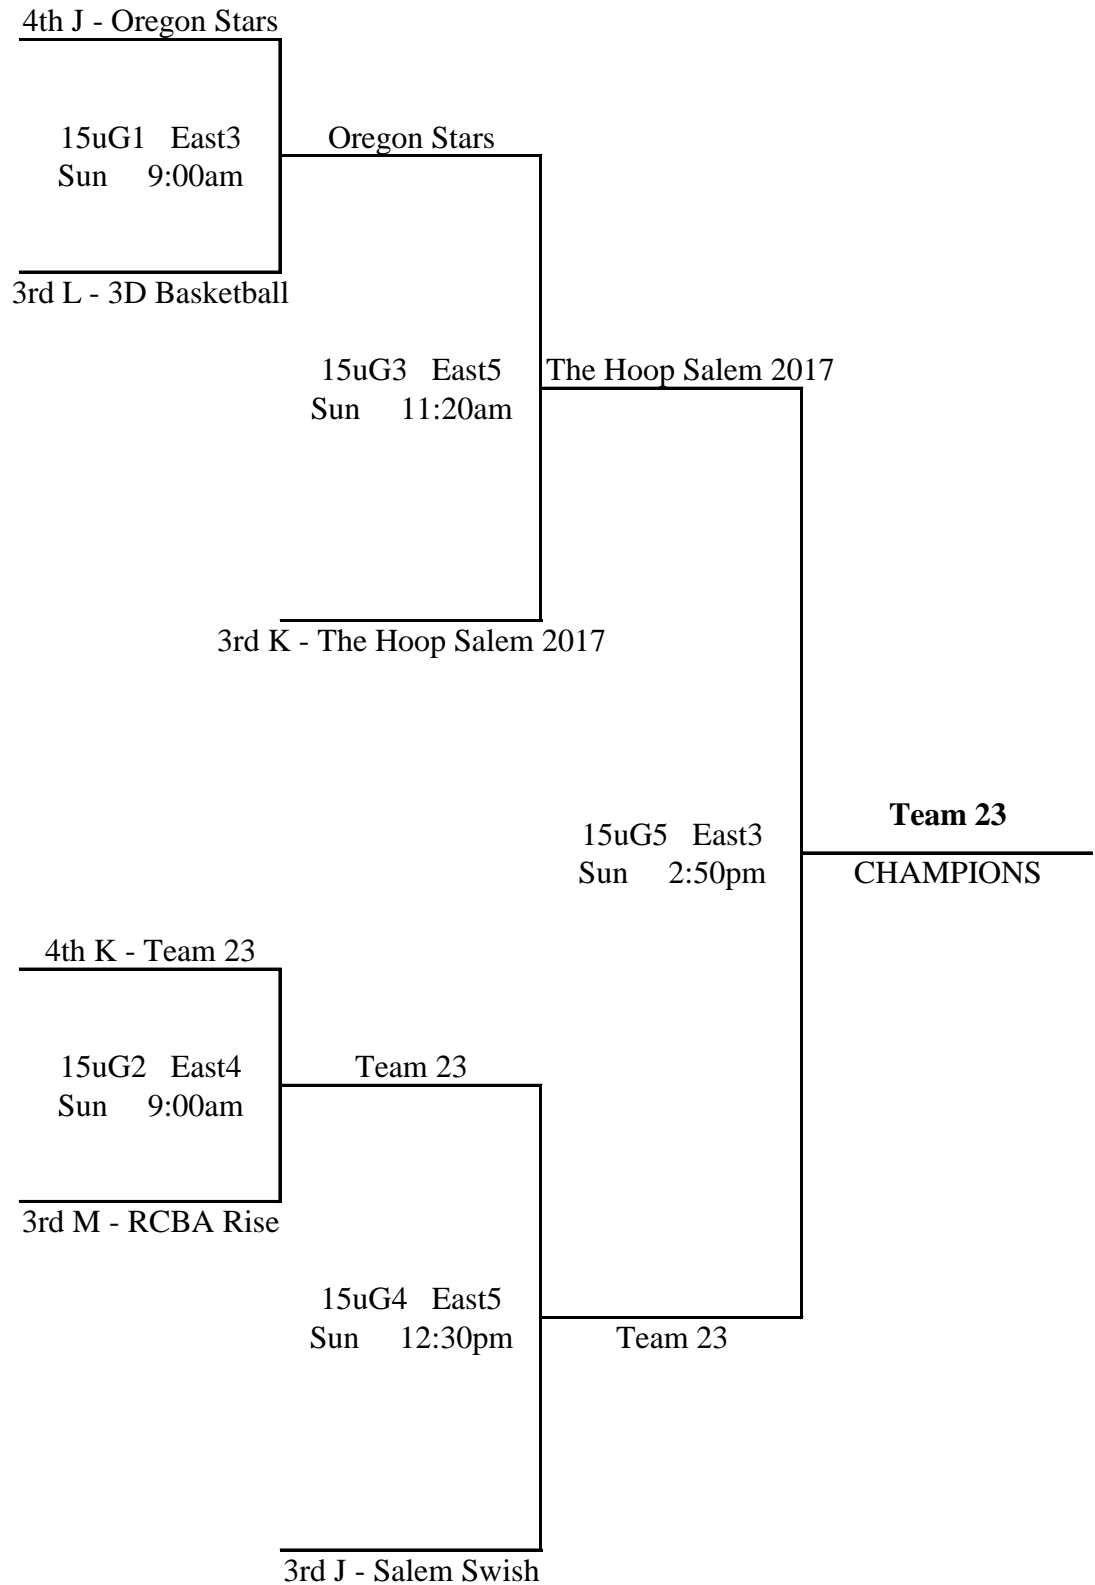 4th J - Oregon Stars
15uG1 East3
Sun 9:00am
Oregon Stars
3rd L - 3D Basketball
15uG3 East5
Sun 11:20am
The Hoop Salem 2017
3rd K - The Hoop Salem 2017
15uG5 East3
Sun 2:50pm
Team 23
CHAMPIONS
4th K - Team 23
15uG2 East4
Sun 9:00am
Team 23
3rd M - RCBA Rise
15uG4 East5
Sun 12:30pm
Team 23
3rd J - Salem Swish